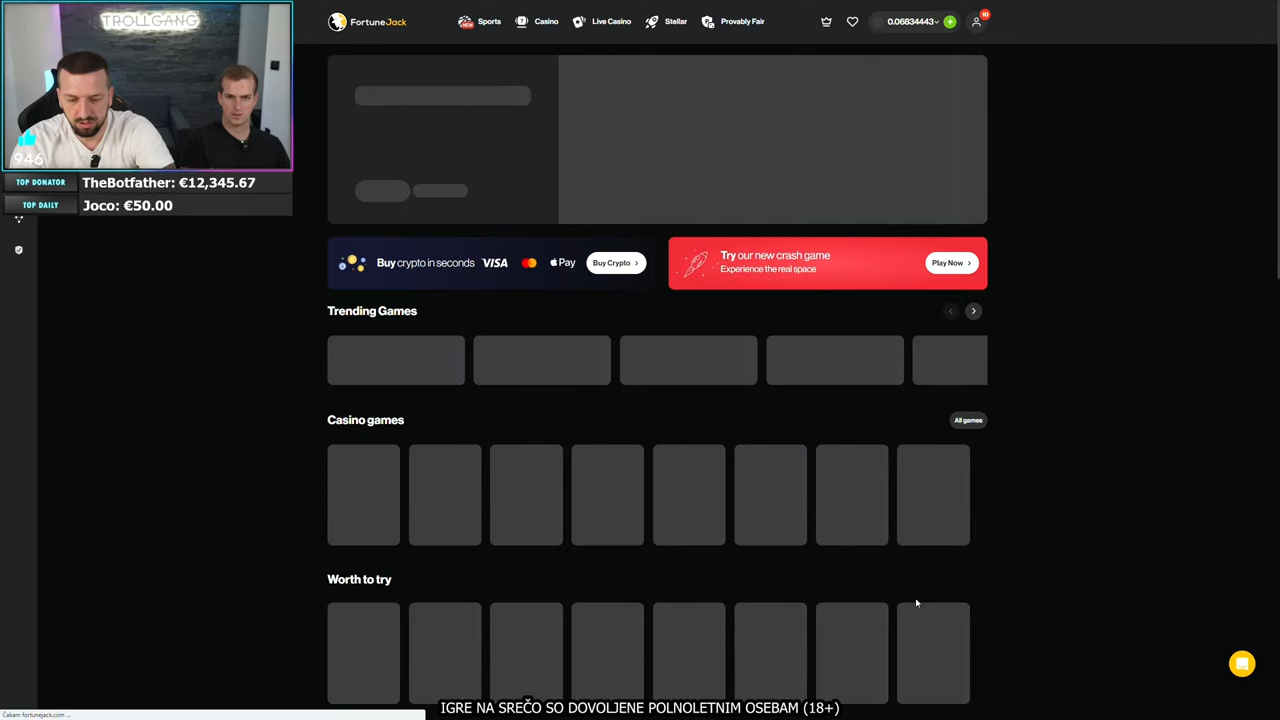 TROLLGANG
946
TOP DONATOR
TheBotfather: €12,345.67
TOP DAILY
Joco: €50.00
FortuneJack
NEW
Sports
Casino
Live Casino
Stellar
Provably Fair
0.06834443
10
Buy crypto in seconds
VISA
Pay
Buy Crypto
Try our new crash game
Experience the real space
Play Now
Trending Games
Casino games
All games
Worth to try
Čakam fortunejack.com ...
IGRE NA SREČO SO DOVOLJENE POLNOLETNIM OSEBAM (18+)